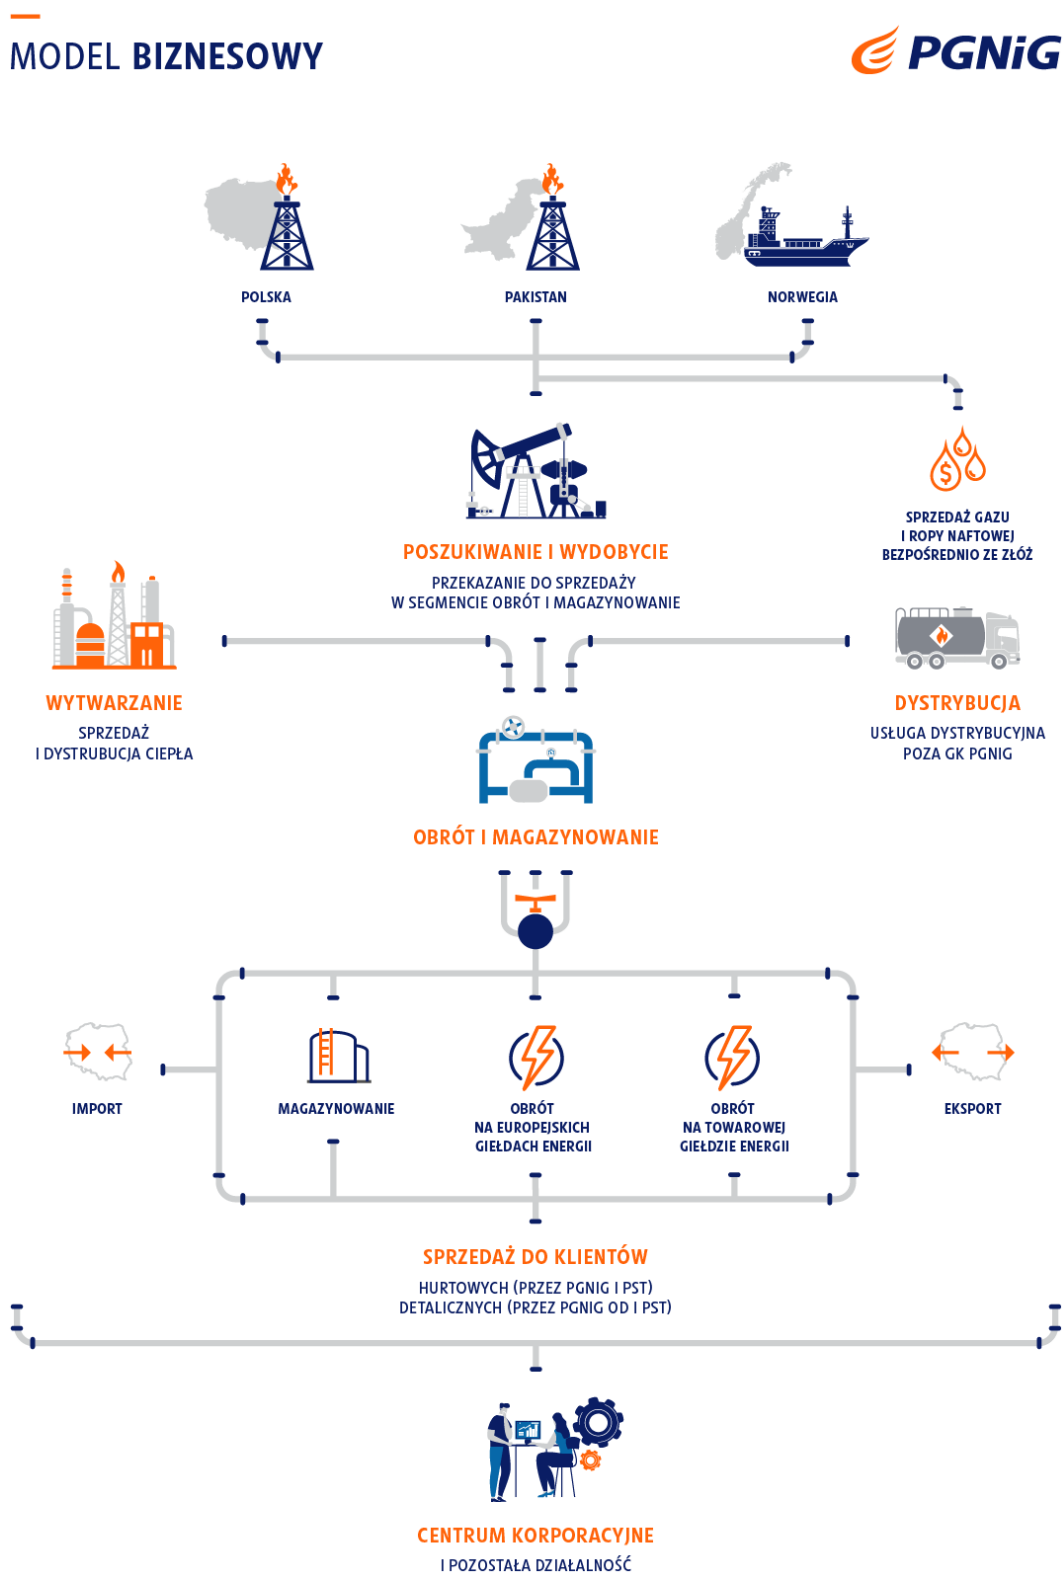 MODEL BIZNESOWY
PGNiG
POLSKA
PAKISTAN
NORWEGIA
SPRZEDAŻ GAZU
I ROPY NAFTOWEJ
BEZPOŚREDNIO ZE ZŁÓŻ
POSZUKIWANIE I WYDOBYCIE
PRZEKAZANIE DO SPRZEDAŻY
W SEGMENCIE OBRÓT I MAGAZYNOWANIE
WYTWARZANIE
SPRZEDAŻ
I DYSTRUBUCJA CIEPŁA
DYSTRYBUCJA
USŁUGA DYSTRYBUCYJNA
POZA GK PGNIG
OBRÓT I MAGAZYNOWANIE
IMPORT
MAGAZYNOWANIE
OBRÓT
NA EUROPEJSKICH
GIEŁDACH ENERGII
OBRÓT
NA TOWAROWEJ
GIEŁDZIE ENERGII
EKSPORT
SPRZEDAŻ DO KLIENTÓW
HURTOWYCH (PRZEZ PGNIG I PST)
DETALICZNYCH (PRZEZ PGNIG OD I PST)
CENTRUM KORPORACYJNE
I POZOSTAŁA DZIAŁALNOŚĆ